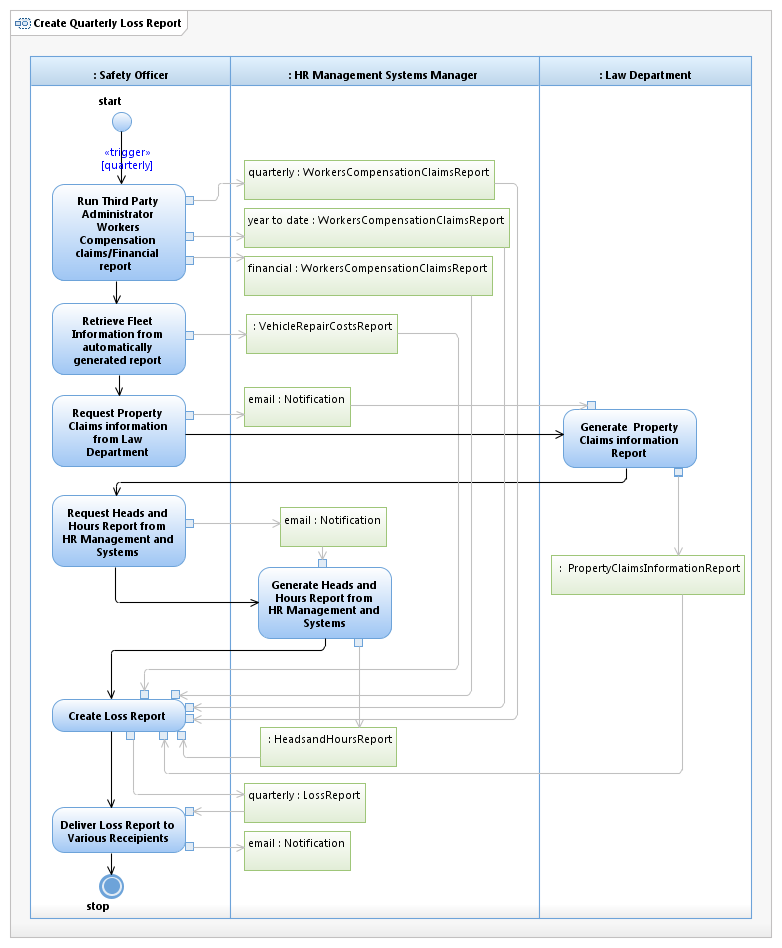 Create Quarterly Loss Report
: Safety Officer
: HR Management Systems Manager
: Law Department
start
«trigger»
[quarterly]
Run Third Party
Administrator
Workers
Compensation
claims/Financial
report
quarterly : WorkersCompensationClaimsReport
year to date : WorkersCompensationClaimsReport
financial : WorkersCompensationClaimsReport
Retrieve Fleet
Information from
automatically
generated report
: VehicleRepairCostsReport
Request Property
Claims information
from Law
Department
email : Notification
Generate Property
Claims information
Report
Request Heads and
Hours Report from
HR Management and
Systems
email : Notification
: PropertyClaimsInformationReport
Generate Heads and
Hours Report from
HR Management and
Systems
Create Loss Report
: HeadsandHoursReport
quarterly : LossReport
Deliver Loss Report to
Various Receipients
email : Notification
stop